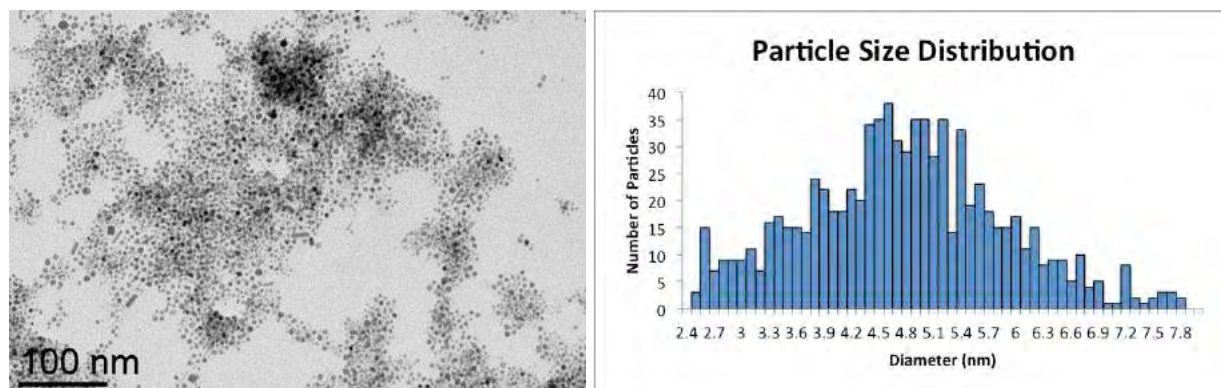 100 nm
Particle Size Distribution
Number of Particles
40
35
30
25
20
15
10
5
0
2.4 2.7 3 3.3 3.6 3.9 4.2 4.5 4.8 5.1 5.4 5.7 6 6.3 6.6 6.9 7.2 7.5 7.8
Diameter (nm)